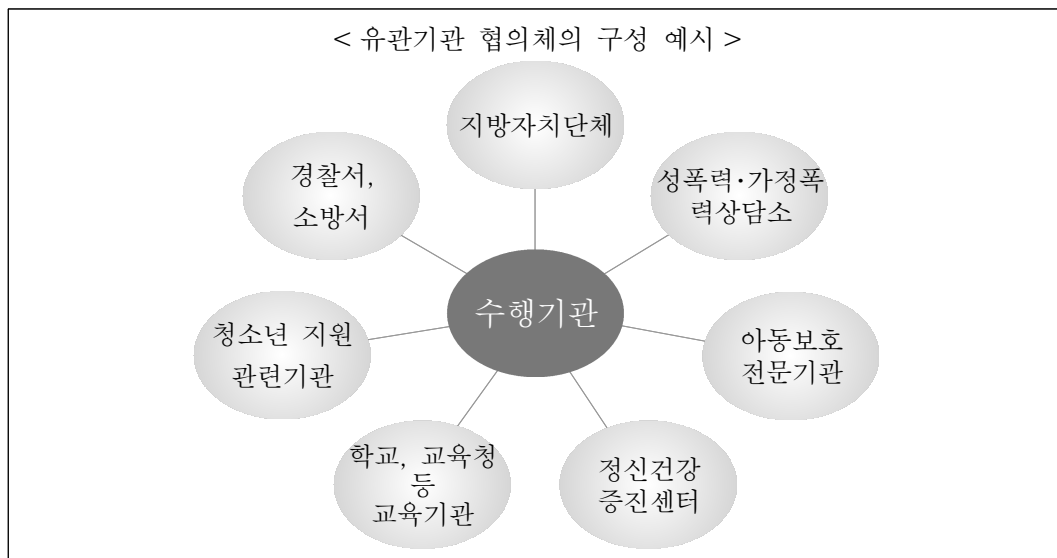 < 유관기관 협의체의 구성 예시 >
지방자치단체
경찰서,
소방서
성폭력·가정폭
력상담소
수행기관
청소년 지원
관련기관
아동보호
전문기관
학교, 교육청
등
교육기관
정신건강
증진센터